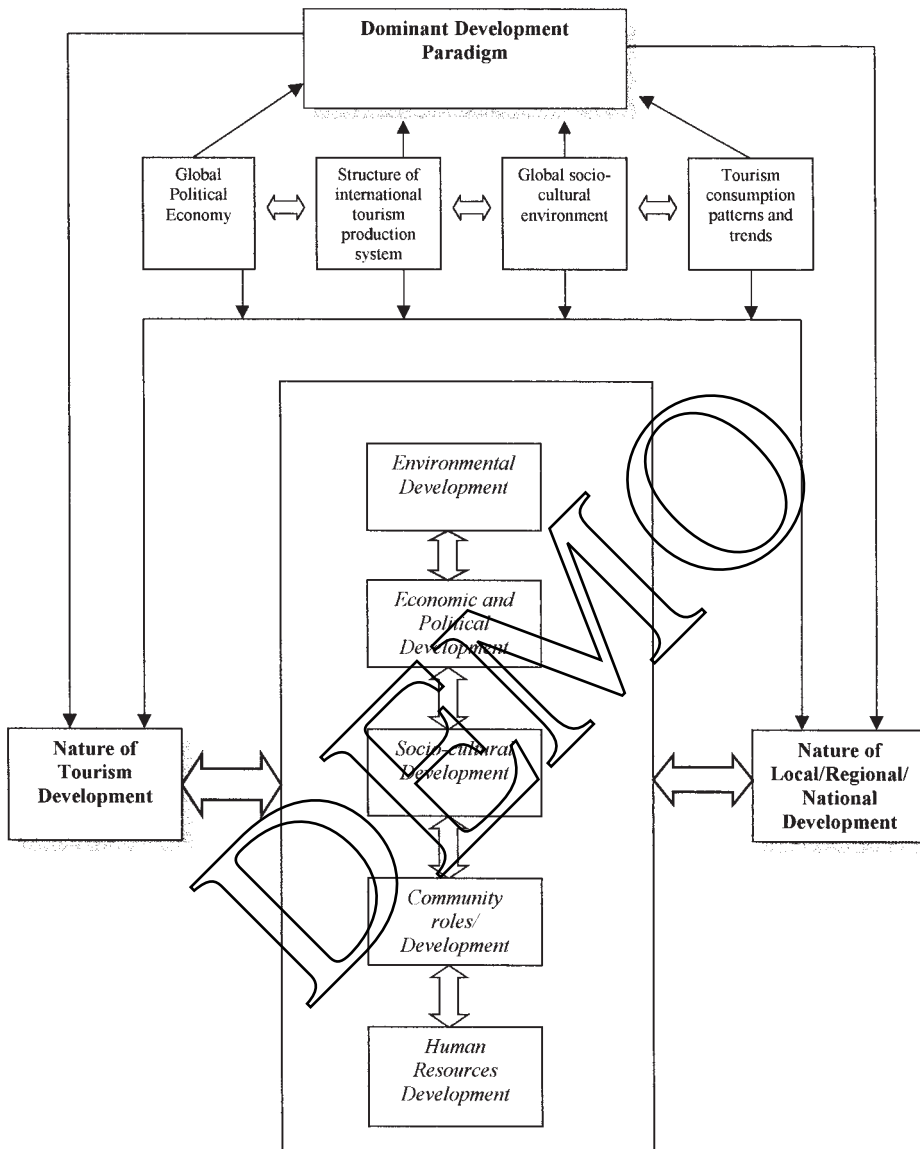 Dominant Development
Paradigm
Global
Political
Economy
Structure of
international
tourism
production
system
Global socio-
cultural
environment
Tourism
consumption
patterns and
trends
Environmental
Development
Economic and
Political
Development
Socio-cultural
Development
Community
roles/
Development
Human
Resources
Development
Nature of
Tourism
Development
Nature of
Local/Regional/
National
Development
DEMO